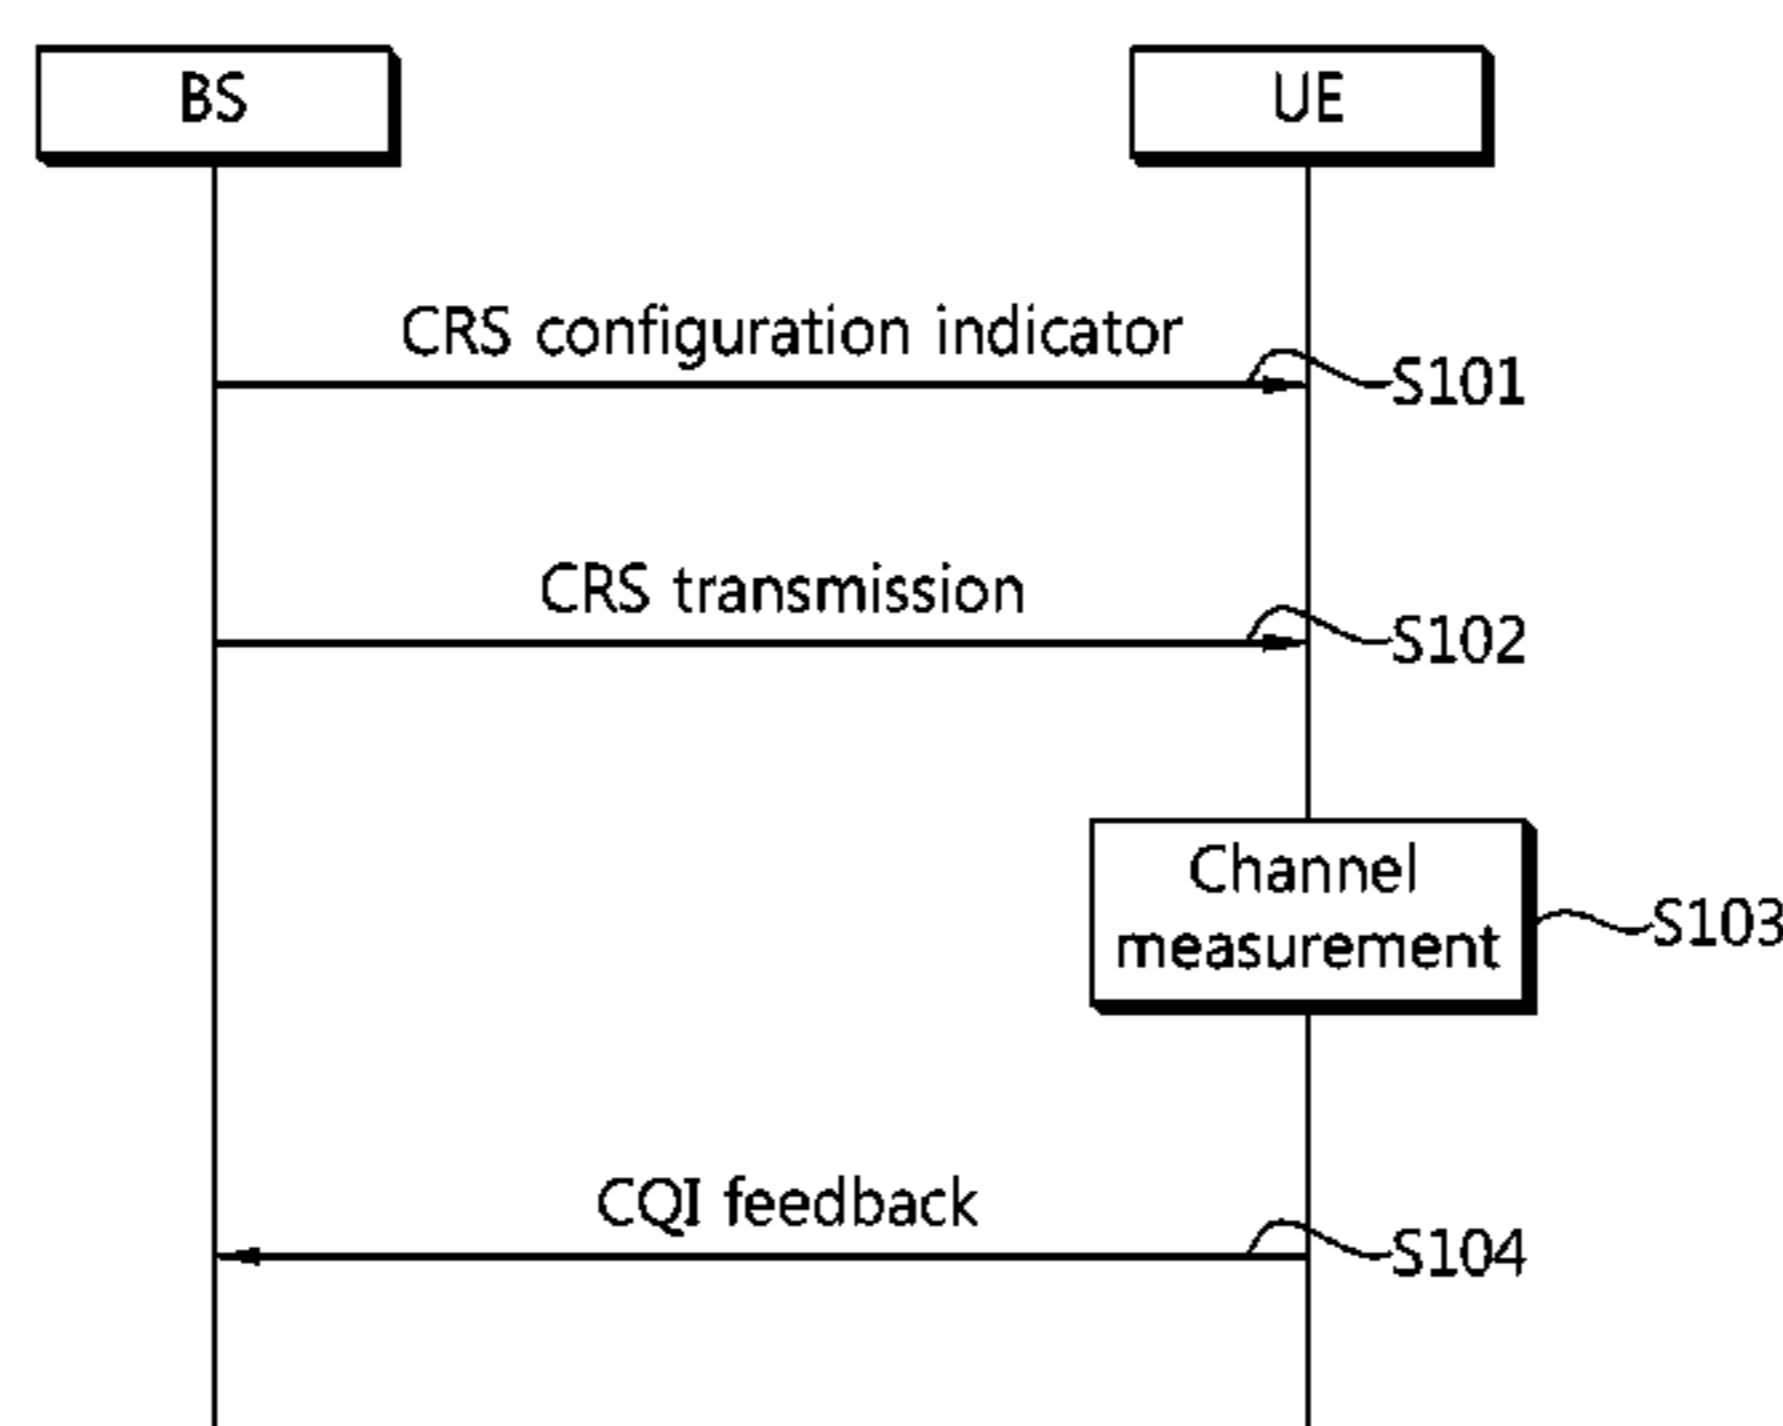 BS
UE
CRS configuration indicator
S101
CRS transmission
S102
Channel
measurement
S103
CQI feedback
S104